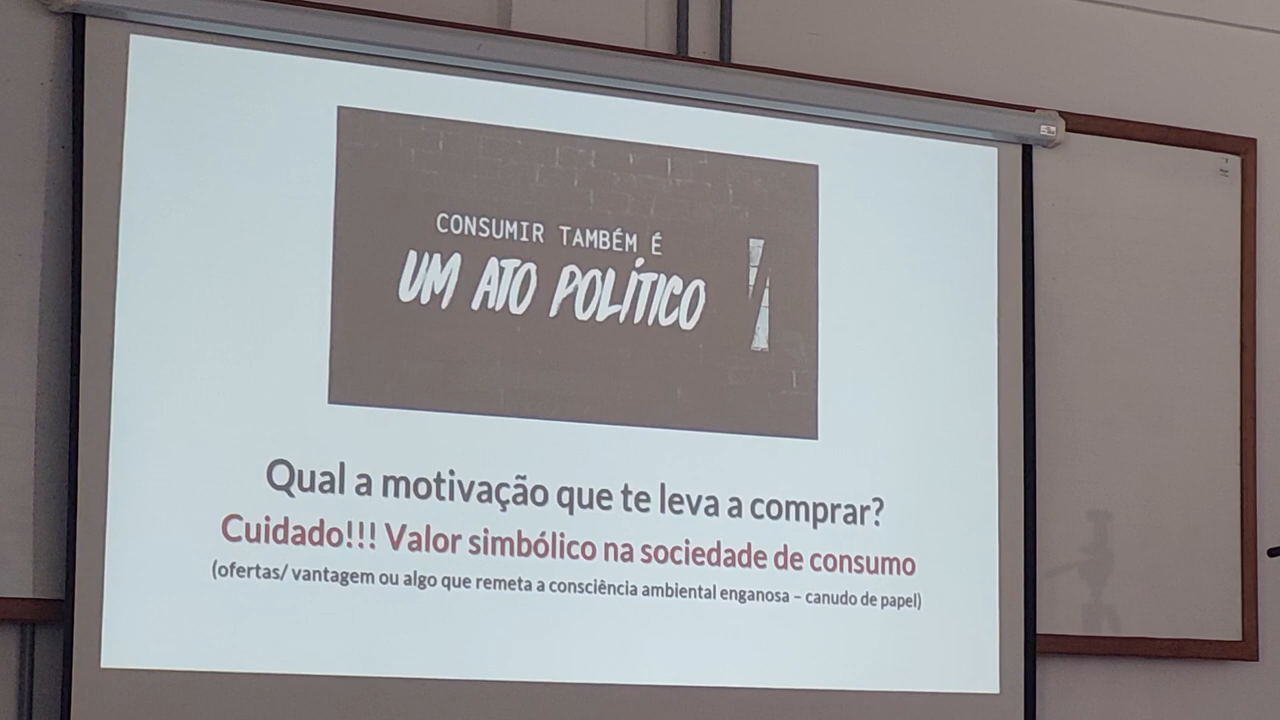 CONSUMIR TAMBÉM É
UM ATO POLÍTICO
Qual a motivação que te leva a comprar?
Cuidado!!! Valor simbólico na sociedade de consumo
(ofertas/ vantagem ou algo que remeta a consciência ambiental enganosa – canudo de papel)